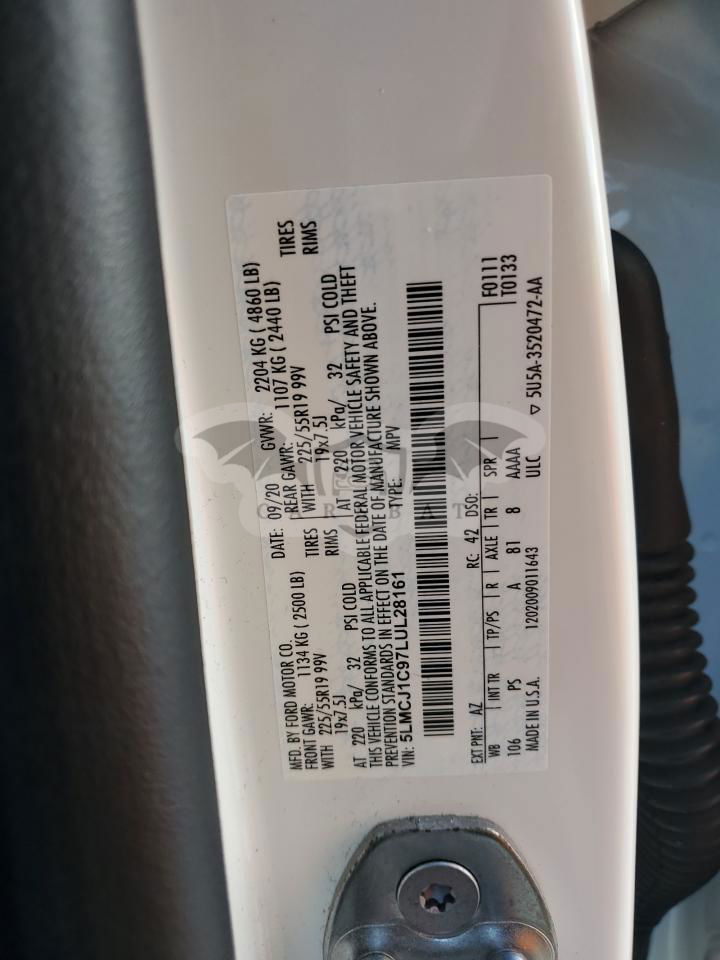 MFD. BY FORD MOTOR CO. DATE: 09/20 GVWR: 2204 KG ( 4860 LB)
FRONT GAWR: 1134 KG ( 2500 LB) REAR GAWR: 1107 KG ( 2440 LB)
WITH 225/55R19 99V TIRES WITH 225/55R19 99V TIRES
19x7.5J RIMS 19x7.5J RIMS
AT 220 kPa/ 32 PSI COLD AT 220 kPa/ 32 PSI COLD
THIS VEHICLE CONFORMS TO ALL APPLICABLE FEDERAL MOTOR VEHICLE SAFETY AND THEFT
PREVENTION STANDARDS IN EFFECT ON THE DATE OF MANUFACTURE SHOWN ABOVE.
VIN: 5LMCJ1C97LUL28161 TYPE: MPV
EXT PNT: AZ RC: 42 DSO: F0111
WB INT TR TP/PS R AXLE TR SPR T0133
106 PS A 81 8 AAAA
MADE IN U.S.A. 1202009011643 ULC ▽ 5U5A-3520472-AA
CAR BAT